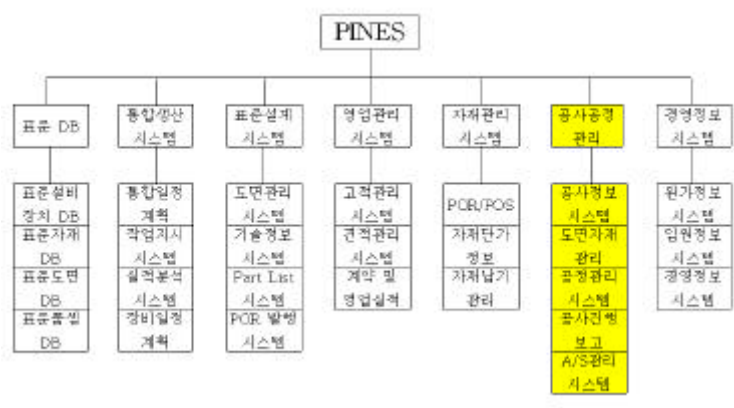 PINES
표준 DB
통합생산
시스템
표준설계
시스템
영업관리
시스템
자재관리
시스템
공사공정
관리
경영정보
시스템
표준설비
장치 DB
표준자재
DB
표준도면
DB
표준품셈
DB
통합일정
계획
작업지시
시스템
실적분석
시스템
장비일정
계획
도면관리
시스템
기술정보
시스템
Part List
시스템
POR 발행
시스템
고객관리
시스템
견적관리
시스템
계약 및
영업실적
POR/POS
자재단가
정보
자재납기
관리
공사정보
시스템
도면자재
관리
공정관리
시스템
공사진행
보고
A/S관리
시스템
원가정보
시스템
임원정보
시스템
경영정보
시스템